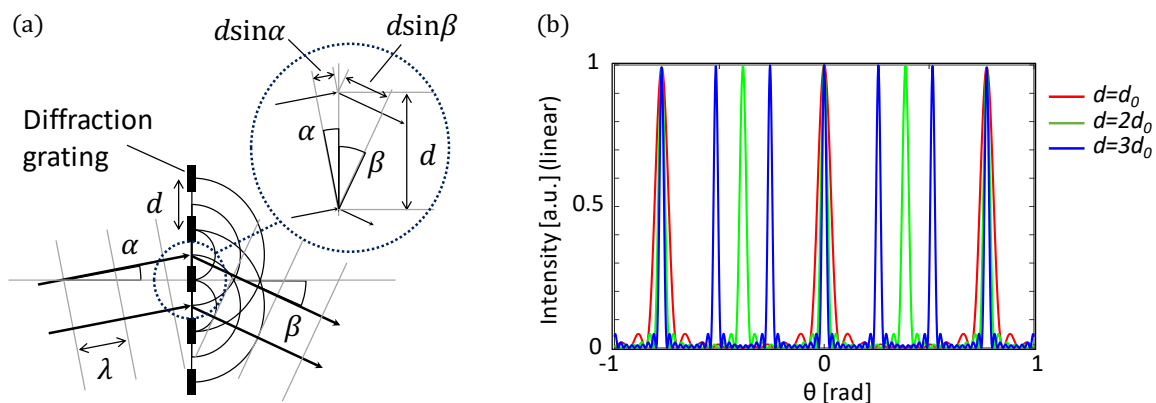 (a)
dsinα
dsinβ
Diffraction
grating
α
β
d
d
α
β
λ
(b)
Intensity [a.u.] (linear)
1
0.5
0
-1
0
1
θ [rad]
d=d₀
d=2d₀
d=3d₀